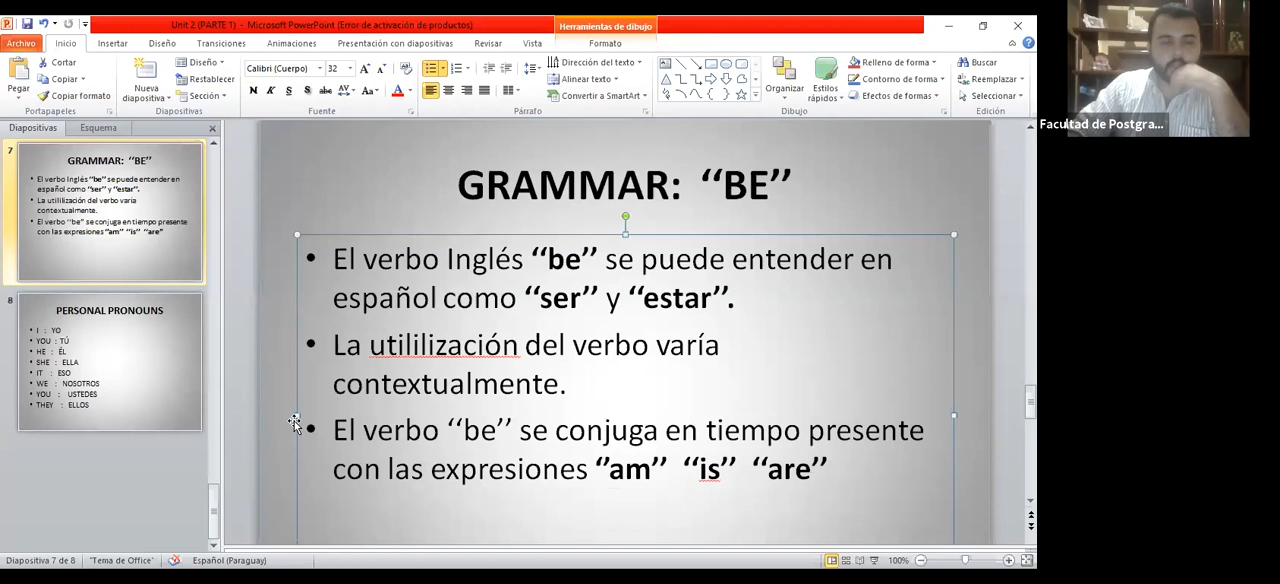 Unit 2 (PARTE 1) - Microsoft PowerPoint (Error de activación de productos)
Herramientas de dibujo
Archivo Inicio Insertar Diseño Transiciones Animaciones Presentación con diapositivas Revisar Vista Formato
Pegar
Cortar
Copiar
Copiar formato
Portapapeles
Nueva
diapositiva
Diseño
Restablecer
Sección
Diapositivas
Calibri (Cuerpo) 32
N K S S abc AV Aa A
Fuente
Dirección del texto
Alinear texto
Convertir a SmartArt
Párrafo
Organizar
Estilos
rápidos
Relleno de forma
Contorno de forma
Efectos de formas
Dibujo
Buscar
Reemplazar
Seleccionar
Edición
Facultad de Postgra...
Diapositivas Esquema
7
GRAMMAR: ‘‘BE’’
• El verbo Inglés ‘‘be’’ se puede entender en
español como ‘‘ser’’ y ‘‘estar’’.
• La utililización del verbo varía
contextualmente.
• El verbo ‘‘be’’ se conjuga en tiempo presente
con las expresiones ‘‘am’’ ‘‘is’’ ‘‘are’’
8
PERSONAL PRONOUNS
• I : YO
• YOU : TÚ
• HE : ÉL
• SHE : ELLA
• IT : ESO
• WE : NOSOTROS
• YOU : USTEDES
• THEY : ELLOS
GRAMMAR: ‘‘BE’’
• El verbo Inglés ‘‘be’’ se puede entender en
español como ‘‘ser’’ y ‘‘estar’’.
• La utililización del verbo varía
contextualmente.
• El verbo ‘‘be’’ se conjuga en tiempo presente
con las expresiones ‘‘am’’ ‘‘is’’ ‘‘are’’
Diapositiva 7 de 8 "Tema de Office" Español (Paraguay) 100%